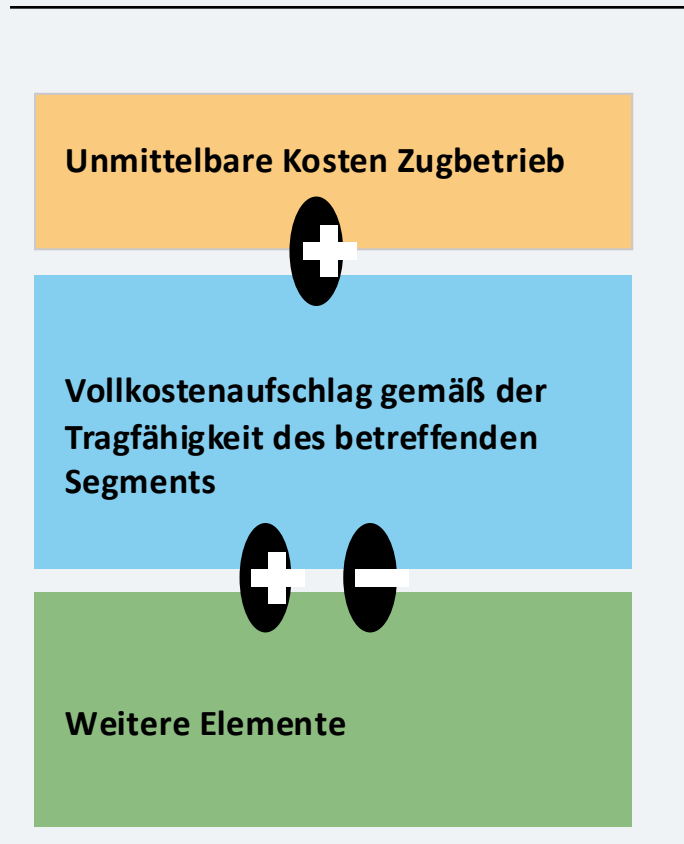 Unmittelbare Kosten Zugbetrieb
Vollkostenaufschlag gemäß der
Tragfähigkeit des betreffenden
Segments
Weitere Elemente